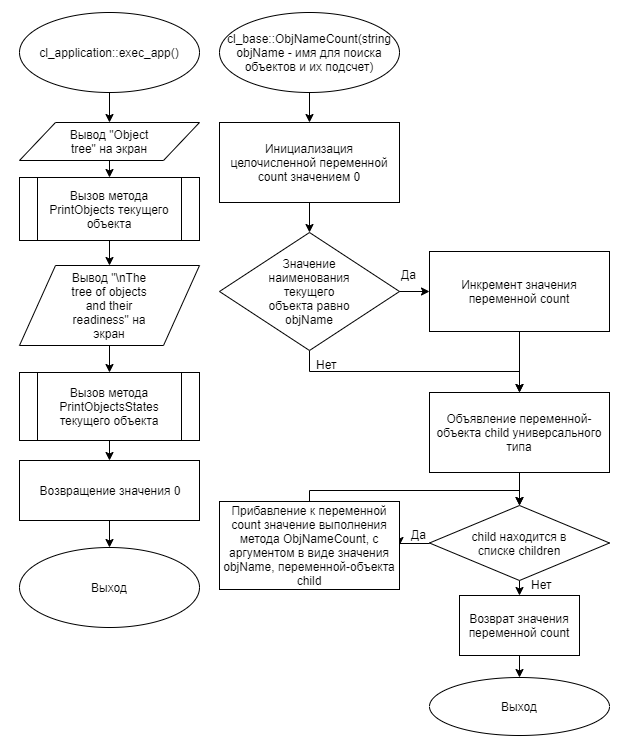 cl_application::exec_app()
Вывод "Object
tree" на экран
Вызов метода
PrintObjects текущего
объекта
Вывод "\nThe
tree of objects
and their
readiness" на
экран
Вызов метода
PrintObjectsStates
текущего объекта
Возвращение значения 0
Выход
cl_base::ObjNameCount(string
objName - имя для поиска
объектов и их подсчет)
Инициализация
целочисленной переменной
count значением 0
Значение
наименования
текущего
объекта равно
objName
Да
Инкремент значения
переменной count
Нет
Объявление переменной-
объекта child универсального
типа
child находится в
списке children
Да
Прибавление к переменной
count значение выполнения
метода ObjNameCount, с
аргументом в виде значения
objName, переменной-объекта
child
Нет
Возврат значения
переменной count
Выход